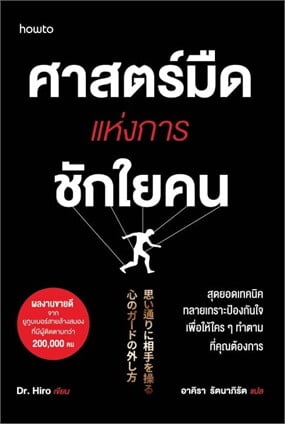 howto
ศาสตร์มืด
แห่งการ
ชักใยคน
ผลงานขายดี
จาก
ยูทูบเบอร์สายล้างสมอง
ที่มีผู้ติดตามกว่า
200,000 คน
思い通りに相手を操る
心のガードの外し方
สุดยอดเทคนิค
ทลายเกราะป้องกันใจ
เพื่อให้ใคร ๆ ทำตาม
ที่คุณต้องการ
Dr. Hiro เขียน
อาคิรา รัตนาภิรัต แปล